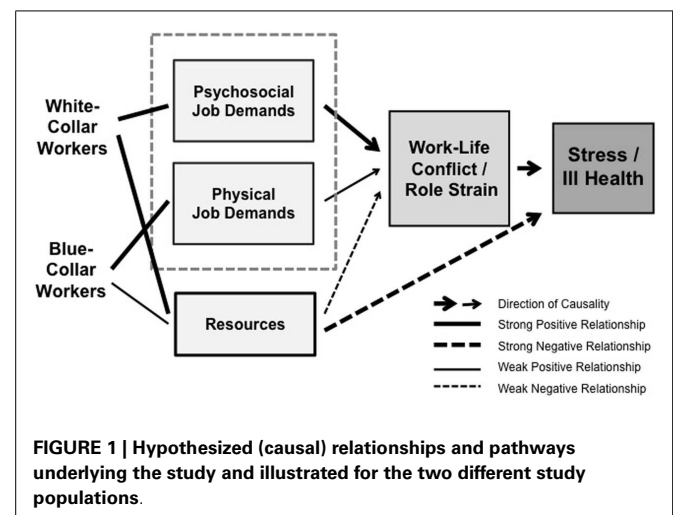 White-
Collar
Workers
Psychosocial
Job Demands
Physical
Job Demands
Blue-
Collar
Workers
Resources
Work-Life
Conflict /
Role Strain
Stress /
Ill Health
Direction of Causality
Strong Positive Relationship
Strong Negative Relationship
Weak Positive Relationship
Weak Negative Relationship
FIGURE 1 | Hypothesized (causal) relationships and pathways
underlying the study and illustrated for the two different study
populations.